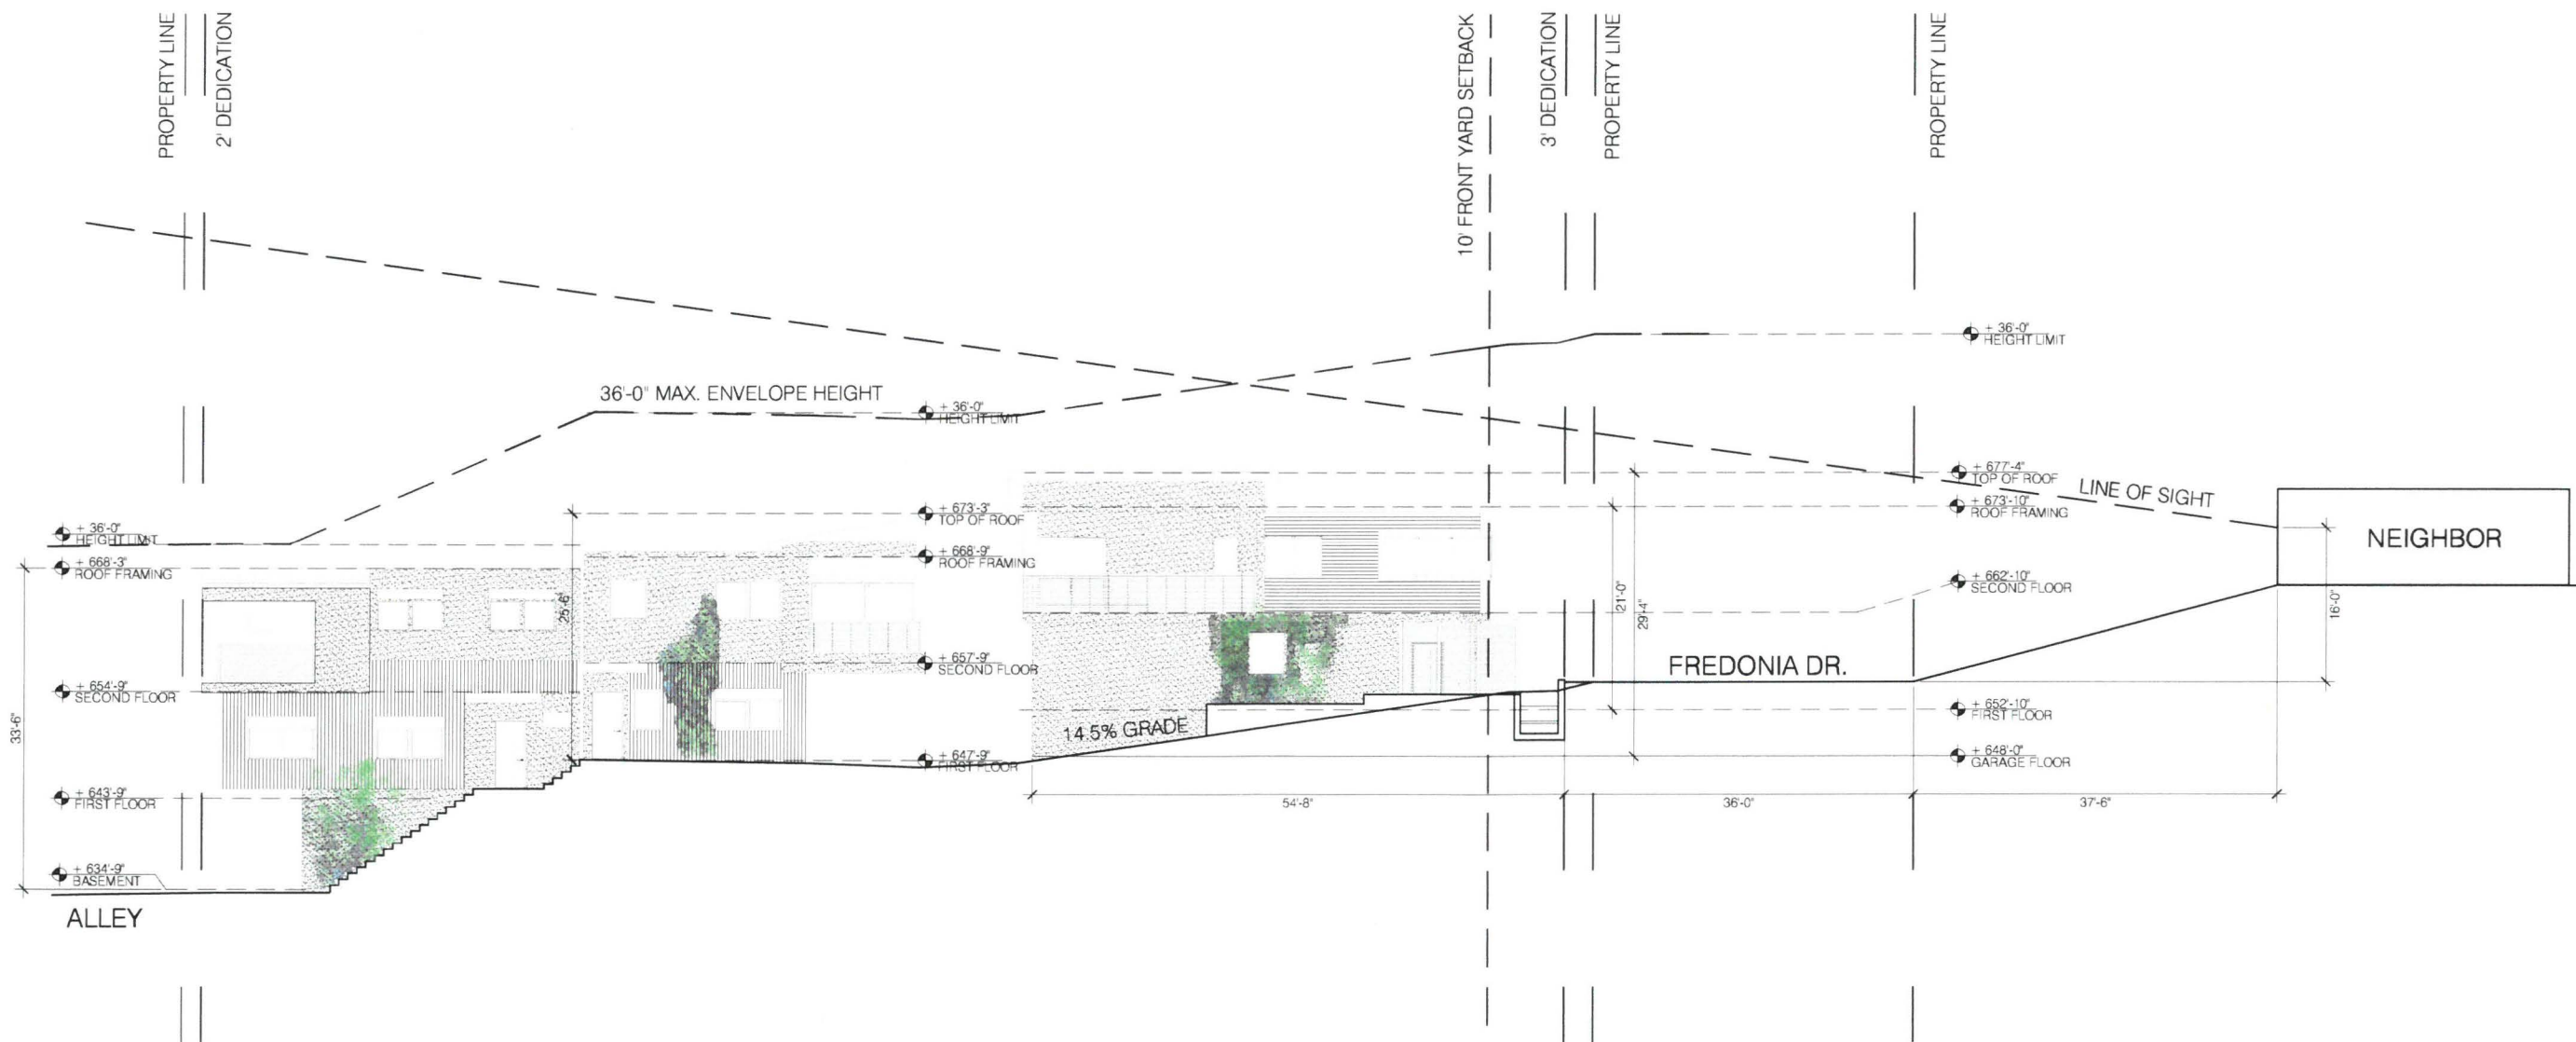 PROPERTY LINE
2' DEDICATION
10' FRONT YARD SETBACK
3' DEDICATION
PROPERTY LINE
PROPERTY LINE
+ 36'-0"
HEIGHT LIMIT
36'-0" MAX. ENVELOPE HEIGHT
+ 36'-0"
HEIGHT LIMIT
+ 677'-4"
TOP OF ROOF
LINE OF SIGHT
+ 673'-10"
ROOF FRAMING
+ 673'-3"
TOP OF ROOF
+ 36'-0"
HEIGHT LIMIT
NEIGHBOR
+ 668'-9"
ROOF FRAMING
+ 668'-3"
ROOF FRAMING
+ 662'-10"
SECOND FLOOR
25'-6"
21'-0"
29'-4"
16'-0"
+ 657'-9"
SECOND FLOOR
FREDONIA DR.
+ 654'-9"
SECOND FLOOR
+ 652'-10"
FIRST FLOOR
33'-6"
14.5% GRADE
+ 648'-0"
GARAGE FLOOR
+ 647'-9"
FIRST FLOOR
+ 643'-9"
FIRST FLOOR
54'-8"
36'-0"
37'-6"
+ 634'-9"
BASEMENT
ALLEY